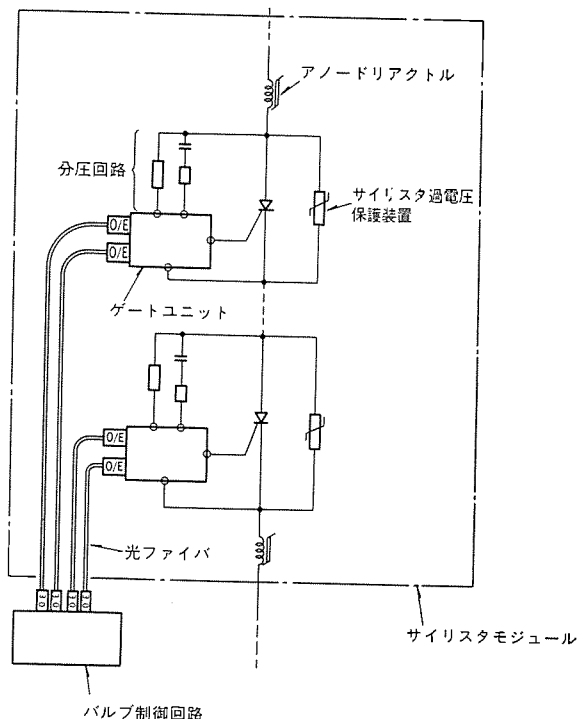 アノードリアクトル
分圧回路
サイリスタ過電圧
保護装置
O/E
O/E
ゲートユニット
O/E
O/E
光ファイバ
サイリスタモジュール
バルブ制御回路